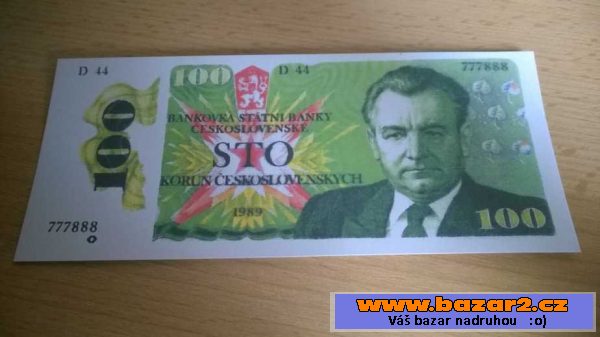 D 44
100
D 44
777888
BANKOVKA STÁTNÍ BANKY
ČESKOSLOVENSKÉ
100
STO
KORUN ČESKOSLOVENSKÝCH
1989
777888
100
www.bazar2.cz
Váš bazar nadruhou :o)